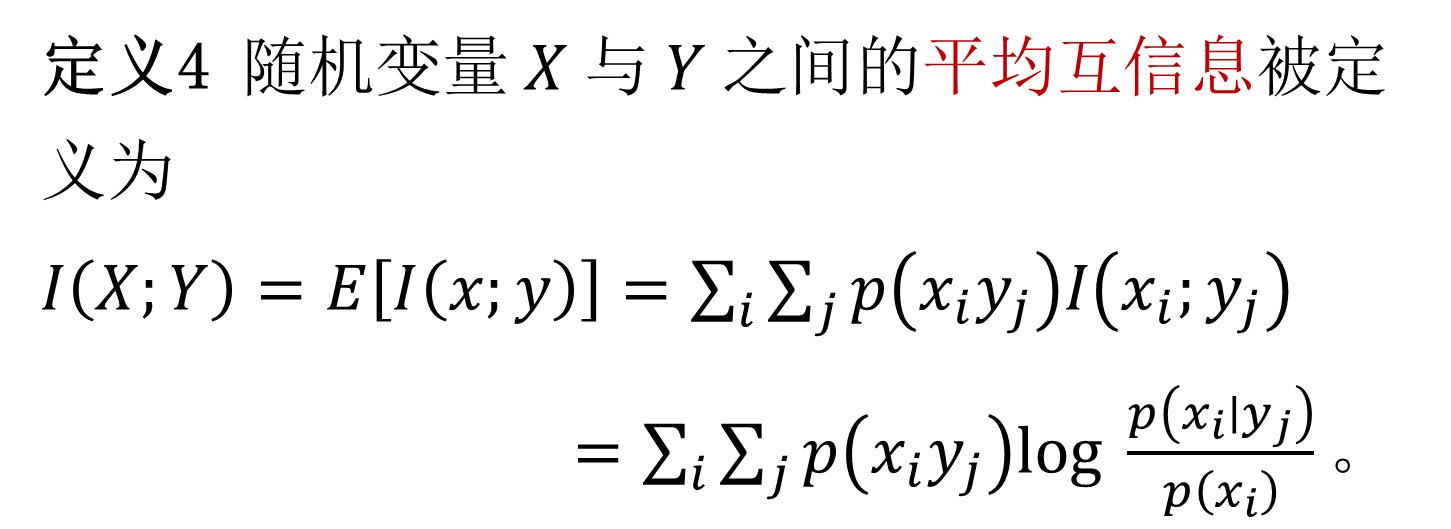 定义4 随机变量 X 与 Y 之间的平均互信息被定
义为
I(X; Y) = E[I(x; y)] = ∑ᵢ ∑ⱼ p(xᵢyⱼ)I(xᵢ; yⱼ)
= ∑ᵢ ∑ⱼ p(xᵢyⱼ)log p(xᵢ|yⱼ)/p(xᵢ) 。